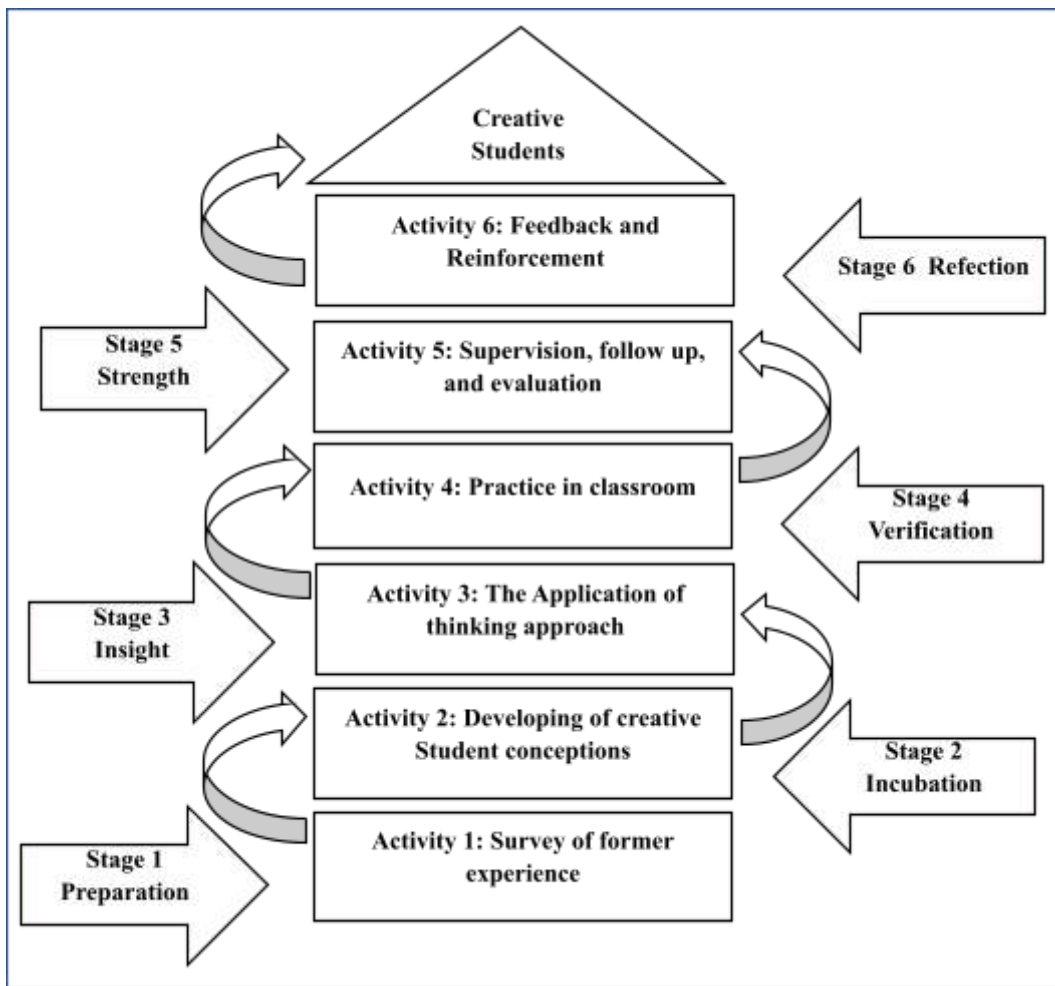 Creative
Students
Activity 6: Feedback and
Reinforcement
Stage 6 Refection
Stage 5
Strength
Activity 5: Supervision, follow up,
and evaluation
Activity 4: Practice in classroom
Stage 4
Verification
Activity 3: The Application of
thinking approach
Stage 3
Insight
Activity 2: Developing of creative
Student conceptions
Stage 2
Incubation
Activity 1: Survey of former
experience
Stage 1
Preparation